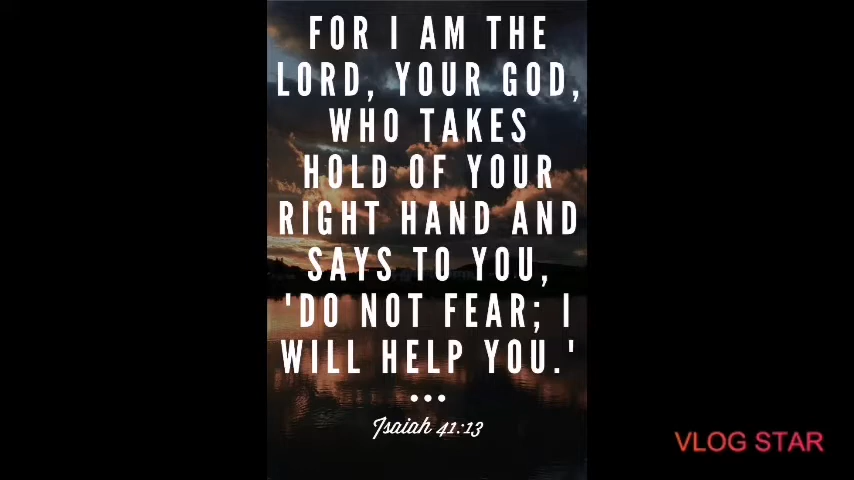 FOR I AM THE
LORD, YOUR GOD,
WHO TAKES
HOLD OF YOUR
RIGHT HAND AND
SAYS TO YOU,
'DO NOT FEAR; I
WILL HELP YOU.'
...
Isaiah 41:13
VLOG STAR